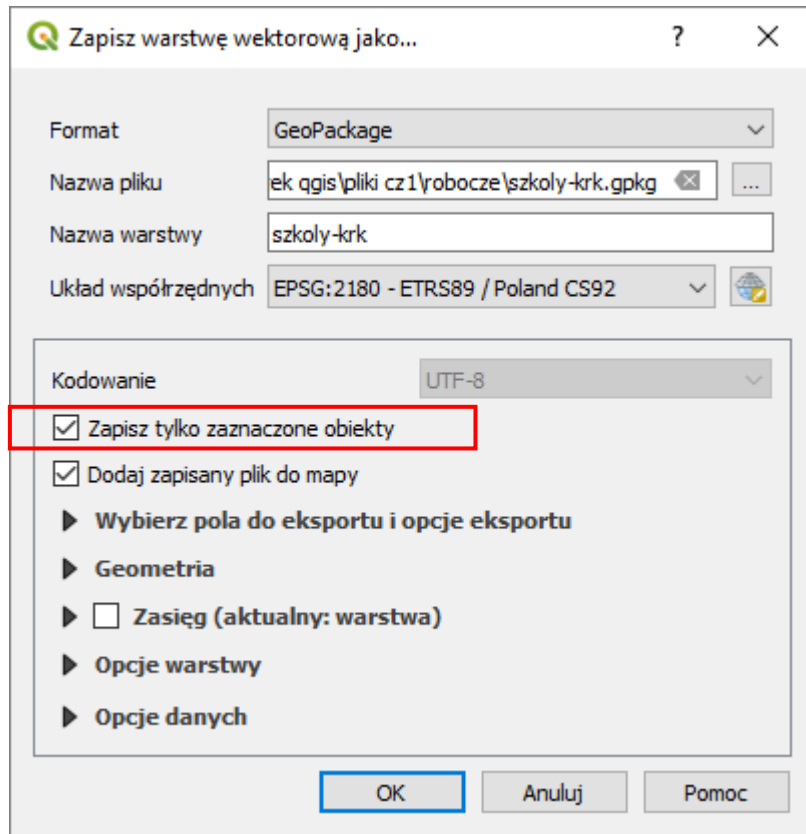 Zapisz warstwę wektorową jako... ?
Format GeoPackage
Nazwa pliku ek qgis\pliki cz1\robocze\szkoly-krk.gpkg ...
Nazwa warstwy szkoly-krk
Układ współrzędnych EPSG:2180 - ETRS89 / Poland CS92
Kodowanie UTF-8
Zapisz tylko zaznaczone obiekty
Dodaj zapisany plik do mapy
Wybierz pola do eksportu i opcje eksportu
Geometria
Zasięg (aktualny: warstwa)
Opcje warstwy
Opcje danych
OK Anuluj Pomoc